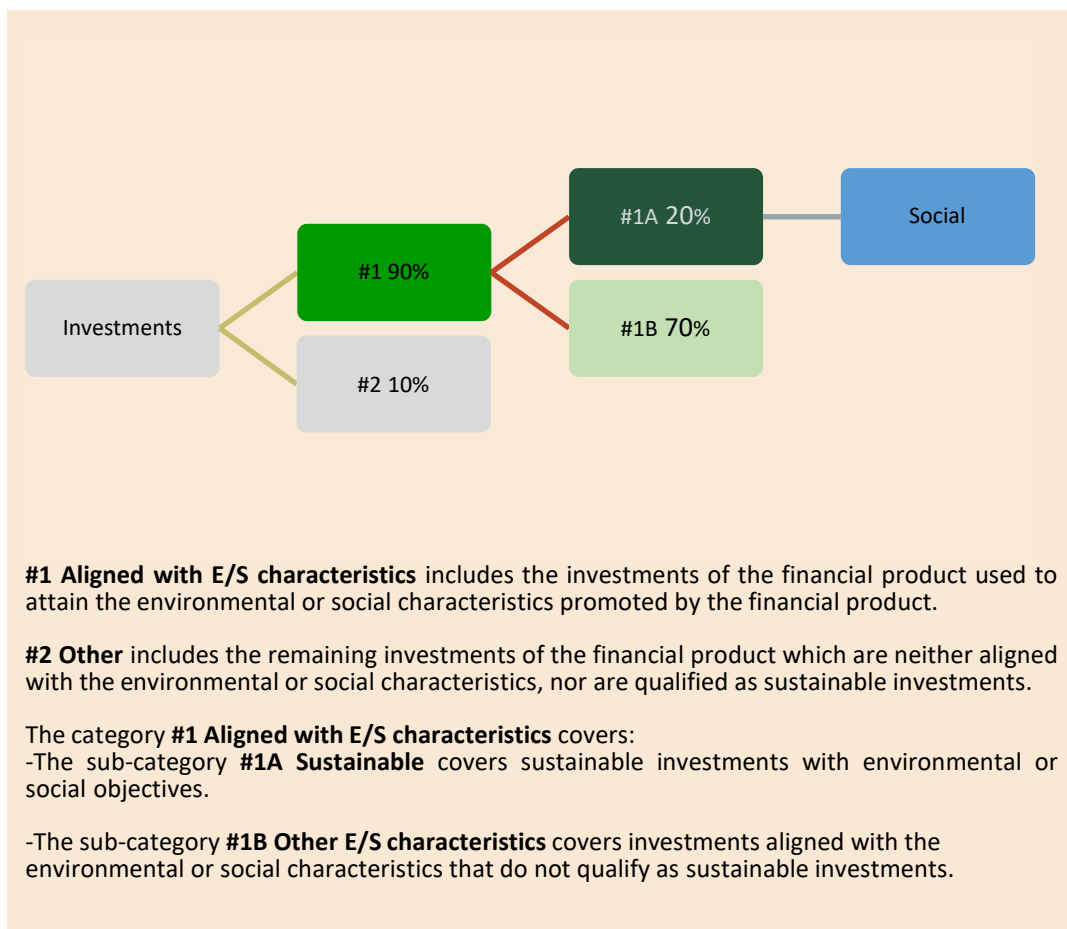 #1A 20%
Social
#1 90%
Investments
#1B 70%
#2 10%
#1 Aligned with E/S characteristics includes the investments of the financial product used to
attain the environmental or social characteristics promoted by the financial product.
#2 Other includes the remaining investments of the financial product which are neither aligned
with the environmental or social characteristics, nor are qualified as sustainable investments.
The category #1 Aligned with E/S characteristics covers:
-The sub-category #1A Sustainable covers sustainable investments with environmental or
social objectives.
-The sub-category #1B Other E/S characteristics covers investments aligned with the
environmental or social characteristics that do not qualify as sustainable investments.